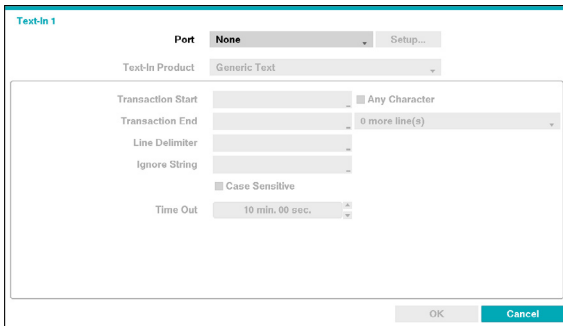 Text-In 1
Port None Setup...
Text-In Product Generic Text
Transaction Start Any Character
Transaction End 0 more line(s)
Line Delimiter
Ignore String
Case Sensitive
Time Out 10 min. 00 sec.
OK Cancel